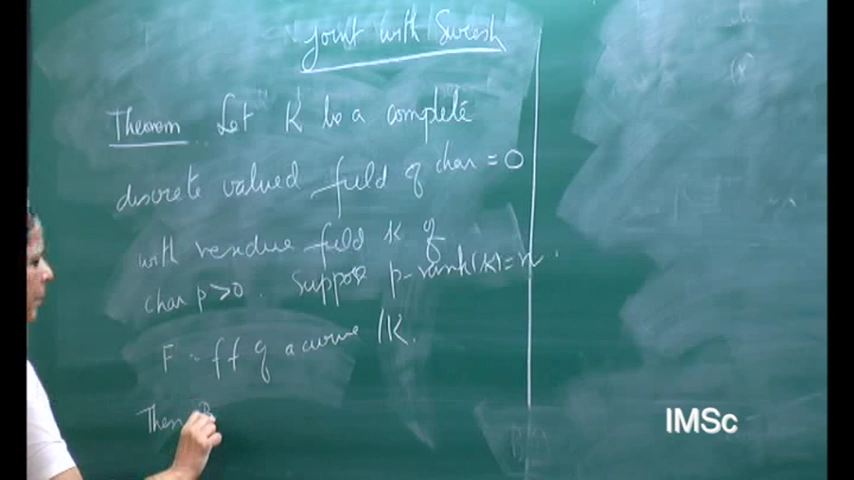 joint with Suresh
Theorem Let K be a complete
discrete valued field of char = 0
with residue field k of
char p > 0. Suppose p-rank(k) = n.
F = ff of a curve /K.
Then
IMSc